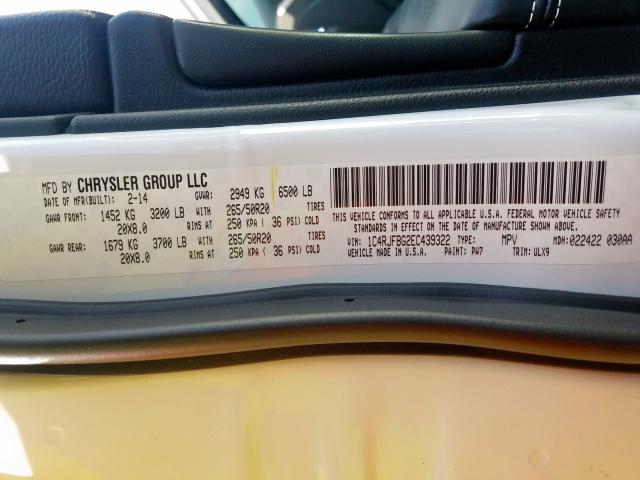 MFD BY CHRYSLER GROUP LLC
DATE OF MFR(BUILT): 2-14 GVWR: 2949 KG 6500 LB
GAWR FRONT: 1452 KG 3200 LB WITH 265/50R20 TIRES
20X8.0 RIMS AT 250 KPA ( 36 PSI) COLD
GAWR REAR: 1679 KG 3700 LB WITH 265/50R20 TIRES
20X8.0 RIMS AT 250 KPA ( 36 PSI) COLD
THIS VEHICLE CONFORMS TO ALL APPLICABLE U.S.A. FEDERAL MOTOR VEHICLE SAFETY
STANDARDS IN EFFECT ON THE DATE OF MANUFACTURE SHOWN ABOVE.
VIN: 1C4RJFBG2EC439322 TYPE: MPV MDH: 022422 030AA
VEHICLE MADE IN U.S.A. PAINT: PW7 TRIM: ULX9